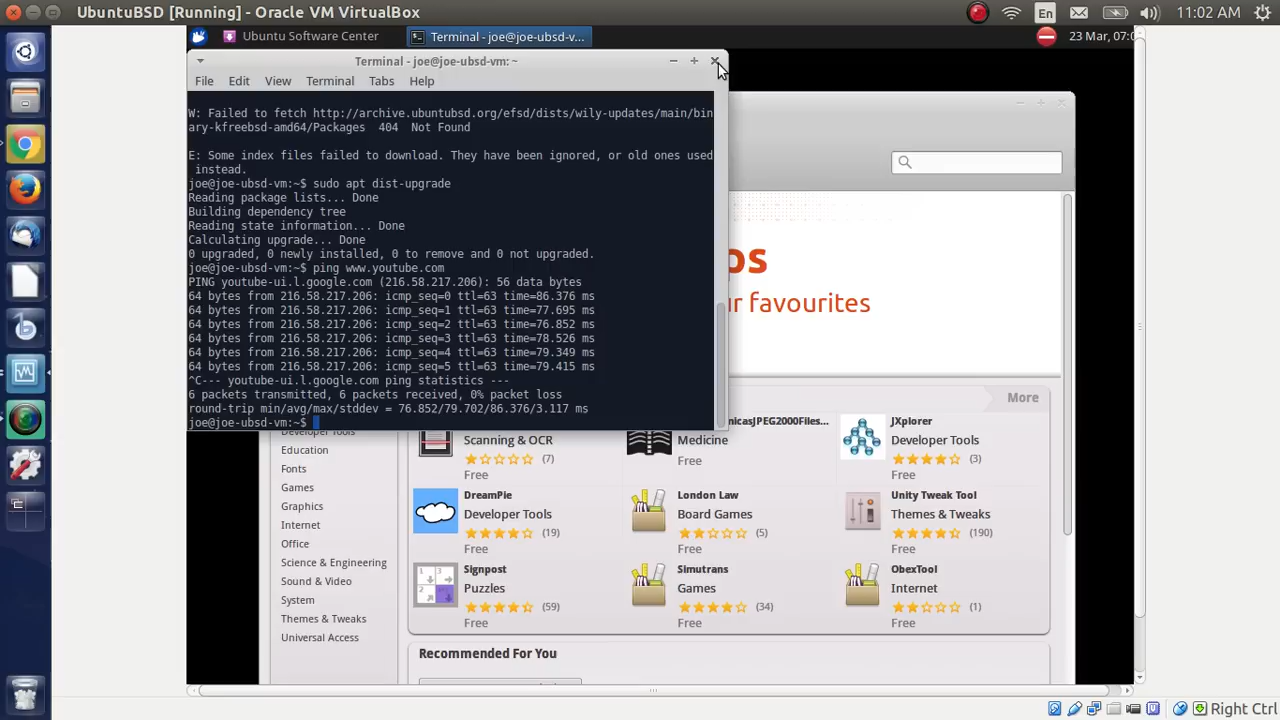 UbuntuBSD [Running] - Oracle VM VirtualBox
En
11:02 AM
Ubuntu Software Center
Terminal - joe@joe-ubsd-v...
23 Mar, 07:0
Terminal - joe@joe-ubsd-vm: ~
File Edit View Terminal Tabs Help
W: Failed to fetch http://archive.ubuntubsd.org/efsd/dists/wily-updates/main/bin
ary-kfreebsd-amd64/Packages 404 Not Found
E: Some index files failed to download. They have been ignored, or old ones used
instead.
joe@joe-ubsd-vm:~$ sudo apt dist-upgrade
Reading package lists... Done
Building dependency tree
Reading state information... Done
Calculating upgrade... Done
0 upgraded, 0 newly installed, 0 to remove and 0 not upgraded.
joe@joe-ubsd-vm:~$ ping www.youtube.com
PING youtube-ui.l.google.com (216.58.217.206): 56 data bytes
64 bytes from 216.58.217.206: icmp_seq=0 ttl=63 time=86.376 ms
64 bytes from 216.58.217.206: icmp_seq=1 ttl=63 time=77.695 ms
64 bytes from 216.58.217.206: icmp_seq=2 ttl=63 time=76.852 ms
64 bytes from 216.58.217.206: icmp_seq=3 ttl=63 time=78.526 ms
64 bytes from 216.58.217.206: icmp_seq=4 ttl=63 time=79.349 ms
64 bytes from 216.58.217.206: icmp_seq=5 ttl=63 time=79.415 ms
^C--- youtube-ui.l.google.com ping statistics ---
6 packets transmitted, 6 packets received, 0% packet loss
round-trip min/avg/max/stddev = 76.852/79.702/86.376/3.117 ms
joe@joe-ubsd-vm:~$
ps
ur favourites
More
Developer Tools
Education
Fonts
Games
Graphics
Internet
Office
Science & Engineering
Sound & Video
System
Themes & Tweaks
Universal Access
Scanning & OCR
(7)
Free
nicasJPEG2000Files...
Medicine
Free
JXplorer
Developer Tools
(3)
Free
DreamPie
Developer Tools
(19)
Free
London Law
Board Games
(5)
Free
Unity Tweak Tool
Themes & Tweaks
(190)
Free
Signpost
Puzzles
(59)
Free
Simutrans
Games
(34)
Free
ObexTool
Internet
(1)
Free
Recommended For You
Right Ctrl